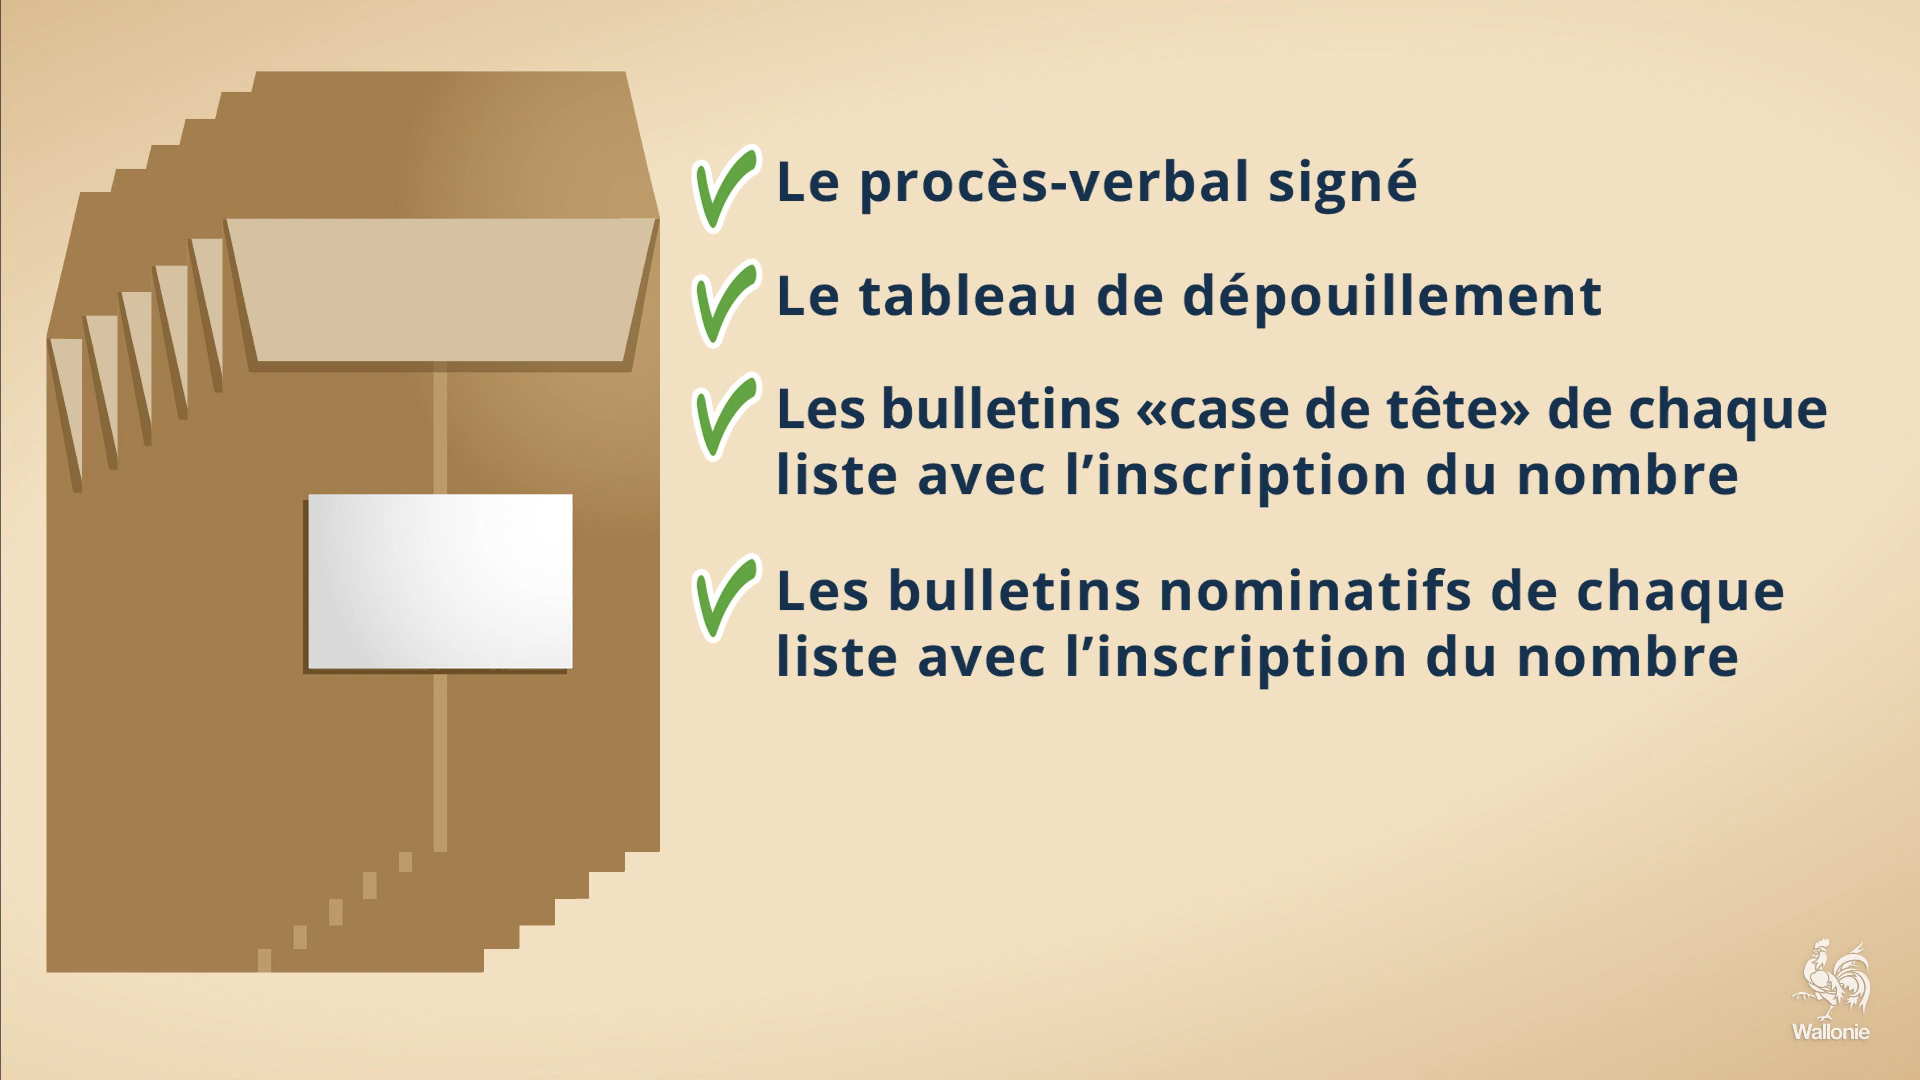 Le procès-verbal signé
Le tableau de dépouillement
Les bulletins «case de tête» de chaque
liste avec l’inscription du nombre
Les bulletins nominatifs de chaque
liste avec l’inscription du nombre
Wallonie